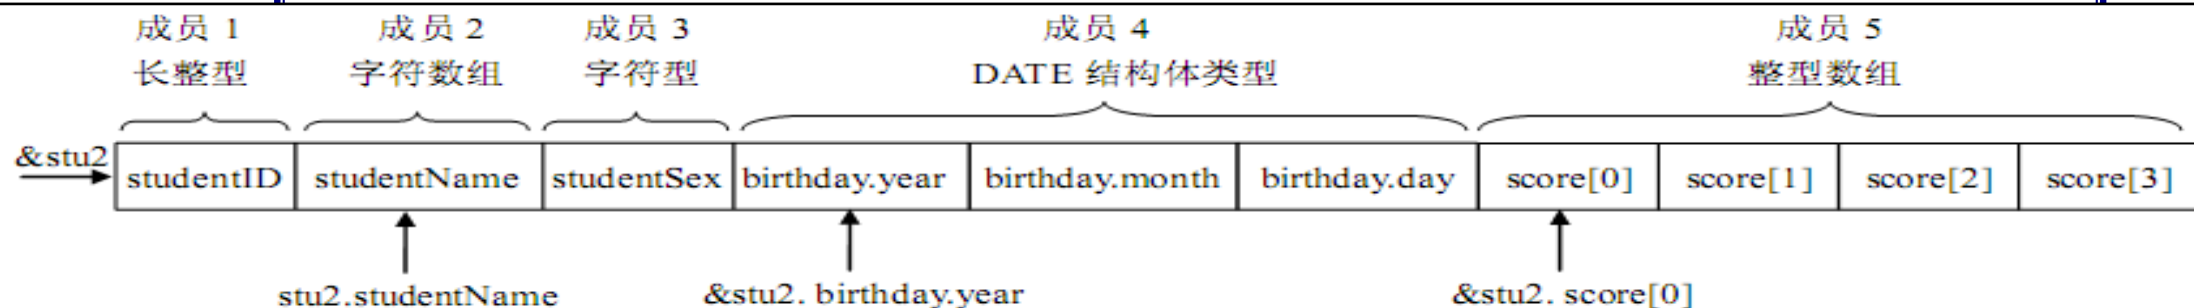 成员 1 成员 2 成员 3 成员 4 成员 5
长整型 字符数组 字符型 DATE 结构体类型 整型数组
&stu2
studentID studentName studentSex birthday.year birthday.month birthday.day score[0] score[1] score[2] score[3]
stu2.studentName &stu2. birthday.year &stu2. score[0]